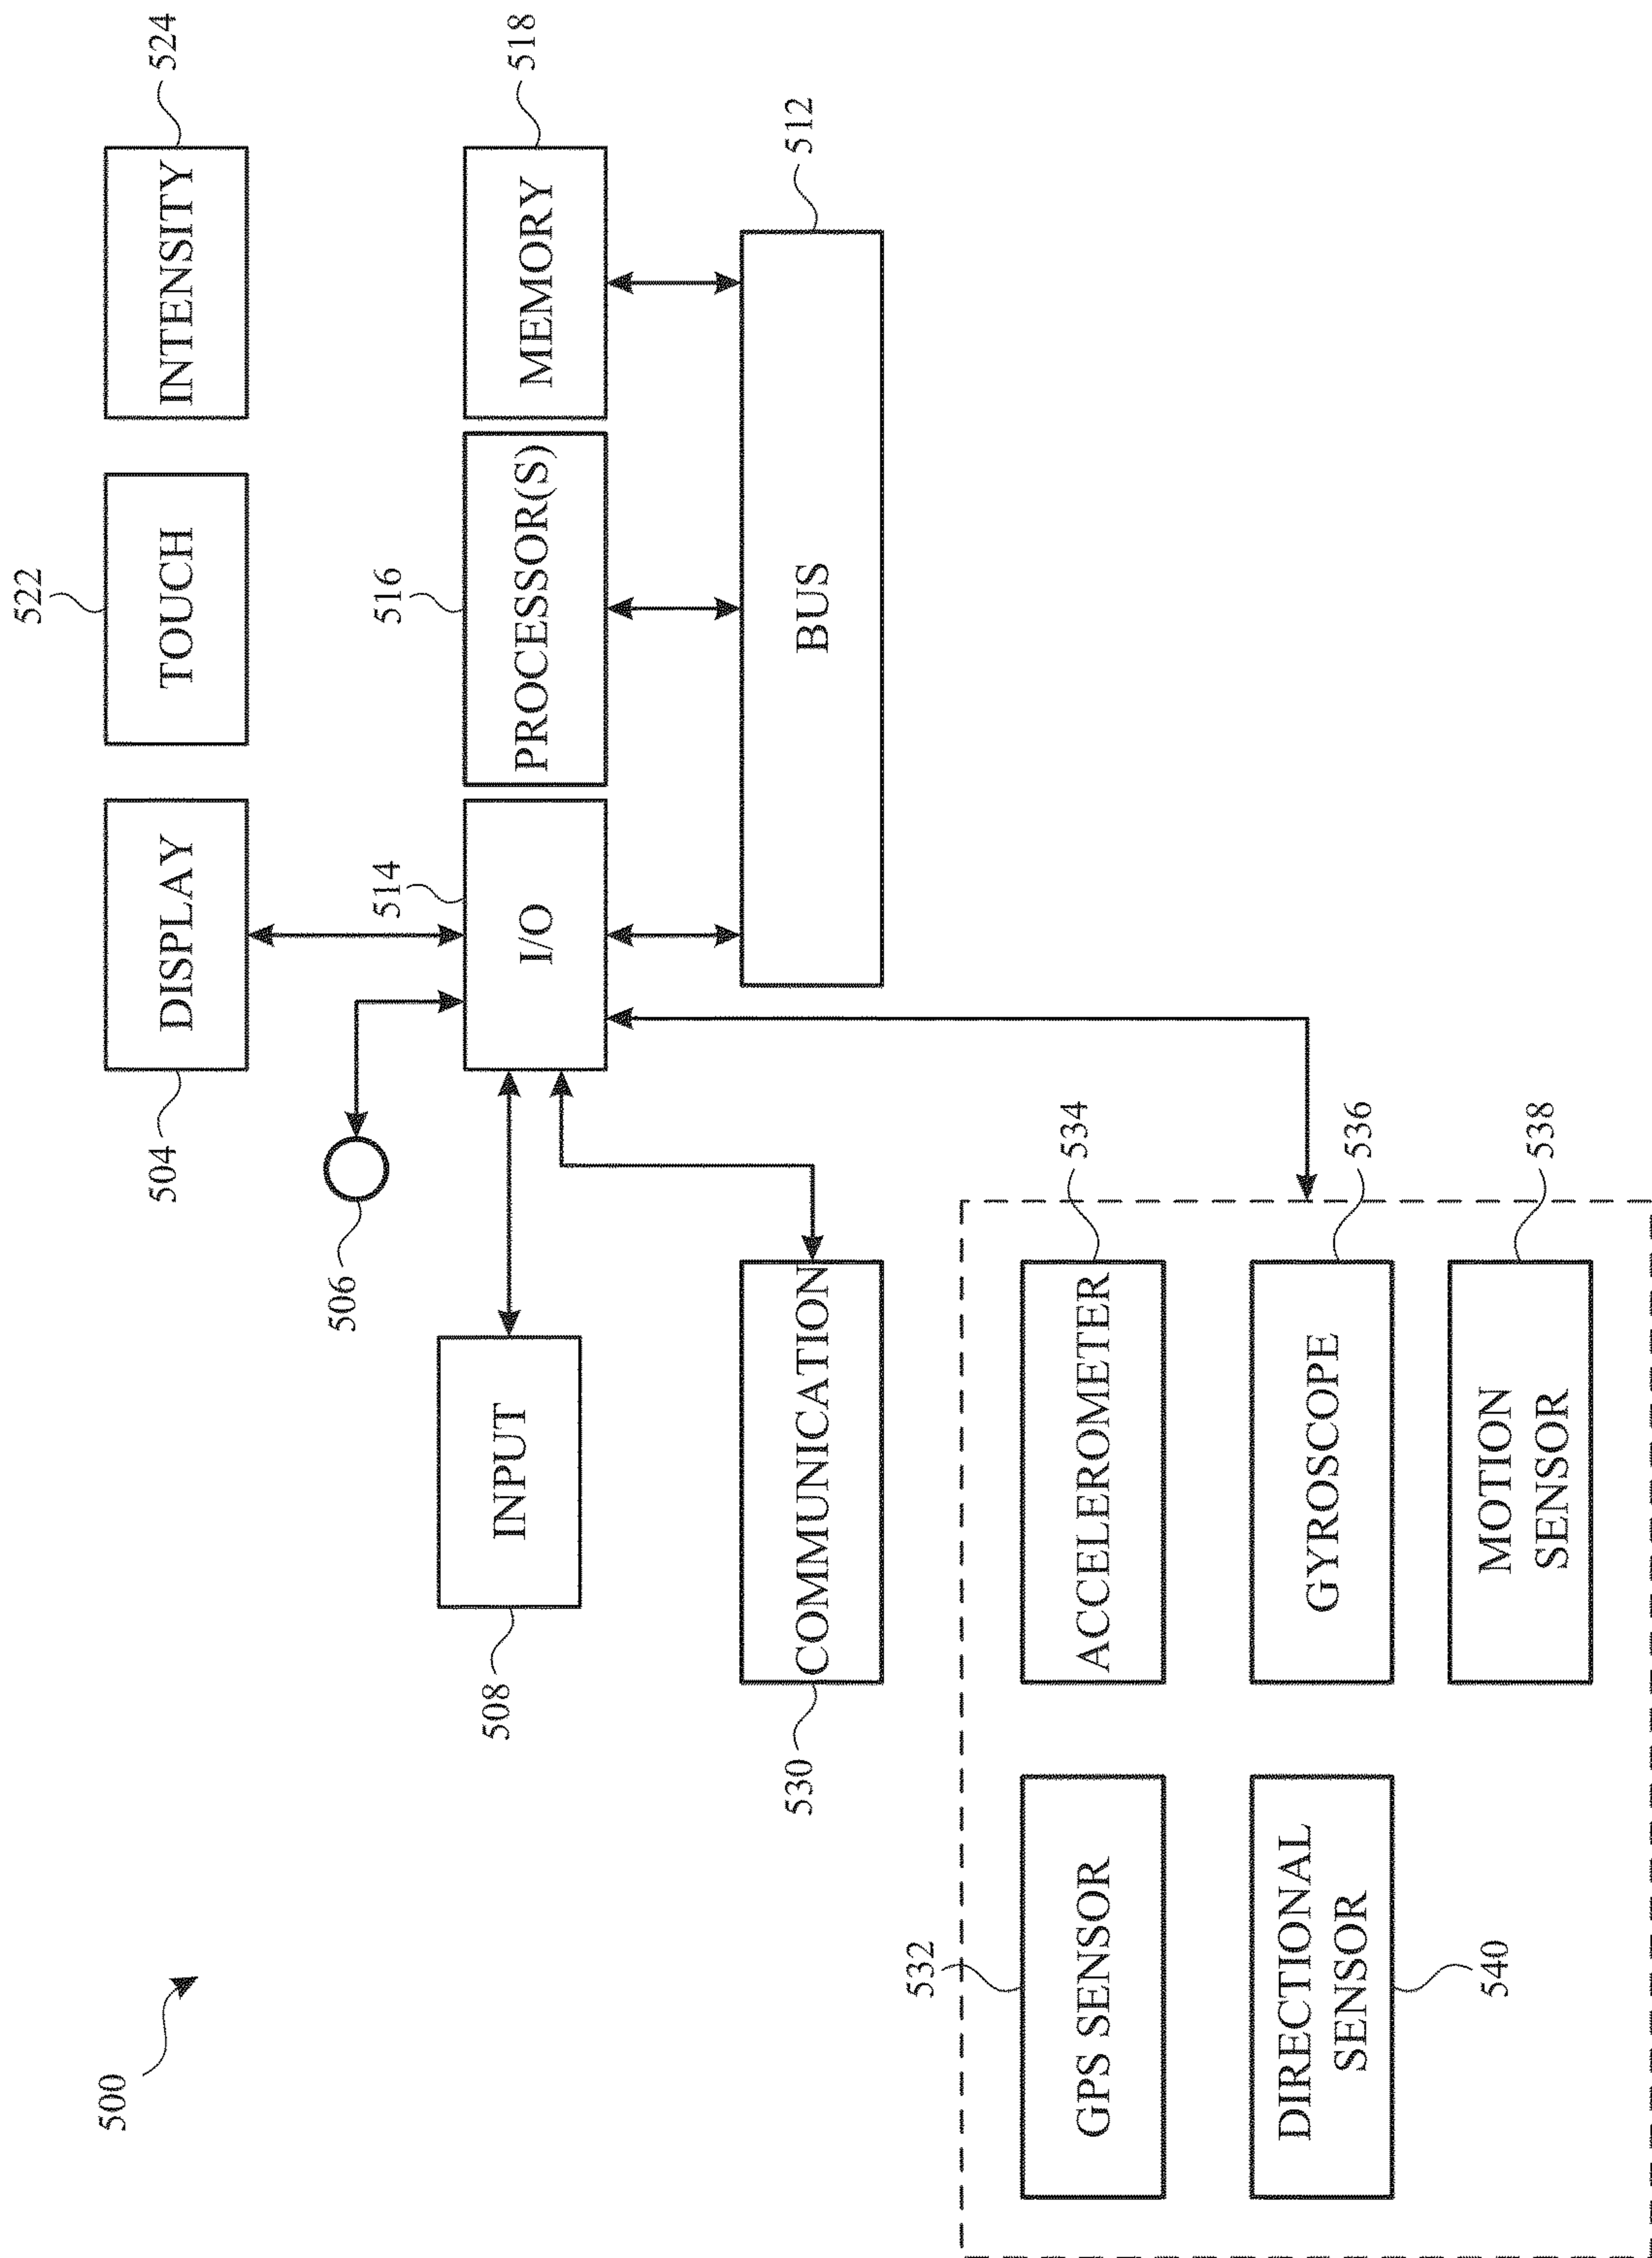 500
522
504
DISPLAY
TOUCH
INTENSITY
524
506
514
516
508
INPUT
I/O
PROCESSOR(S)
MEMORY
518
530
COMMUNICATION
BUS
512
532
GPS SENSOR
ACCELEROMETER
534
DIRECTIONAL
SENSOR
GYROSCOPE
536
540
MOTION
SENSOR
538